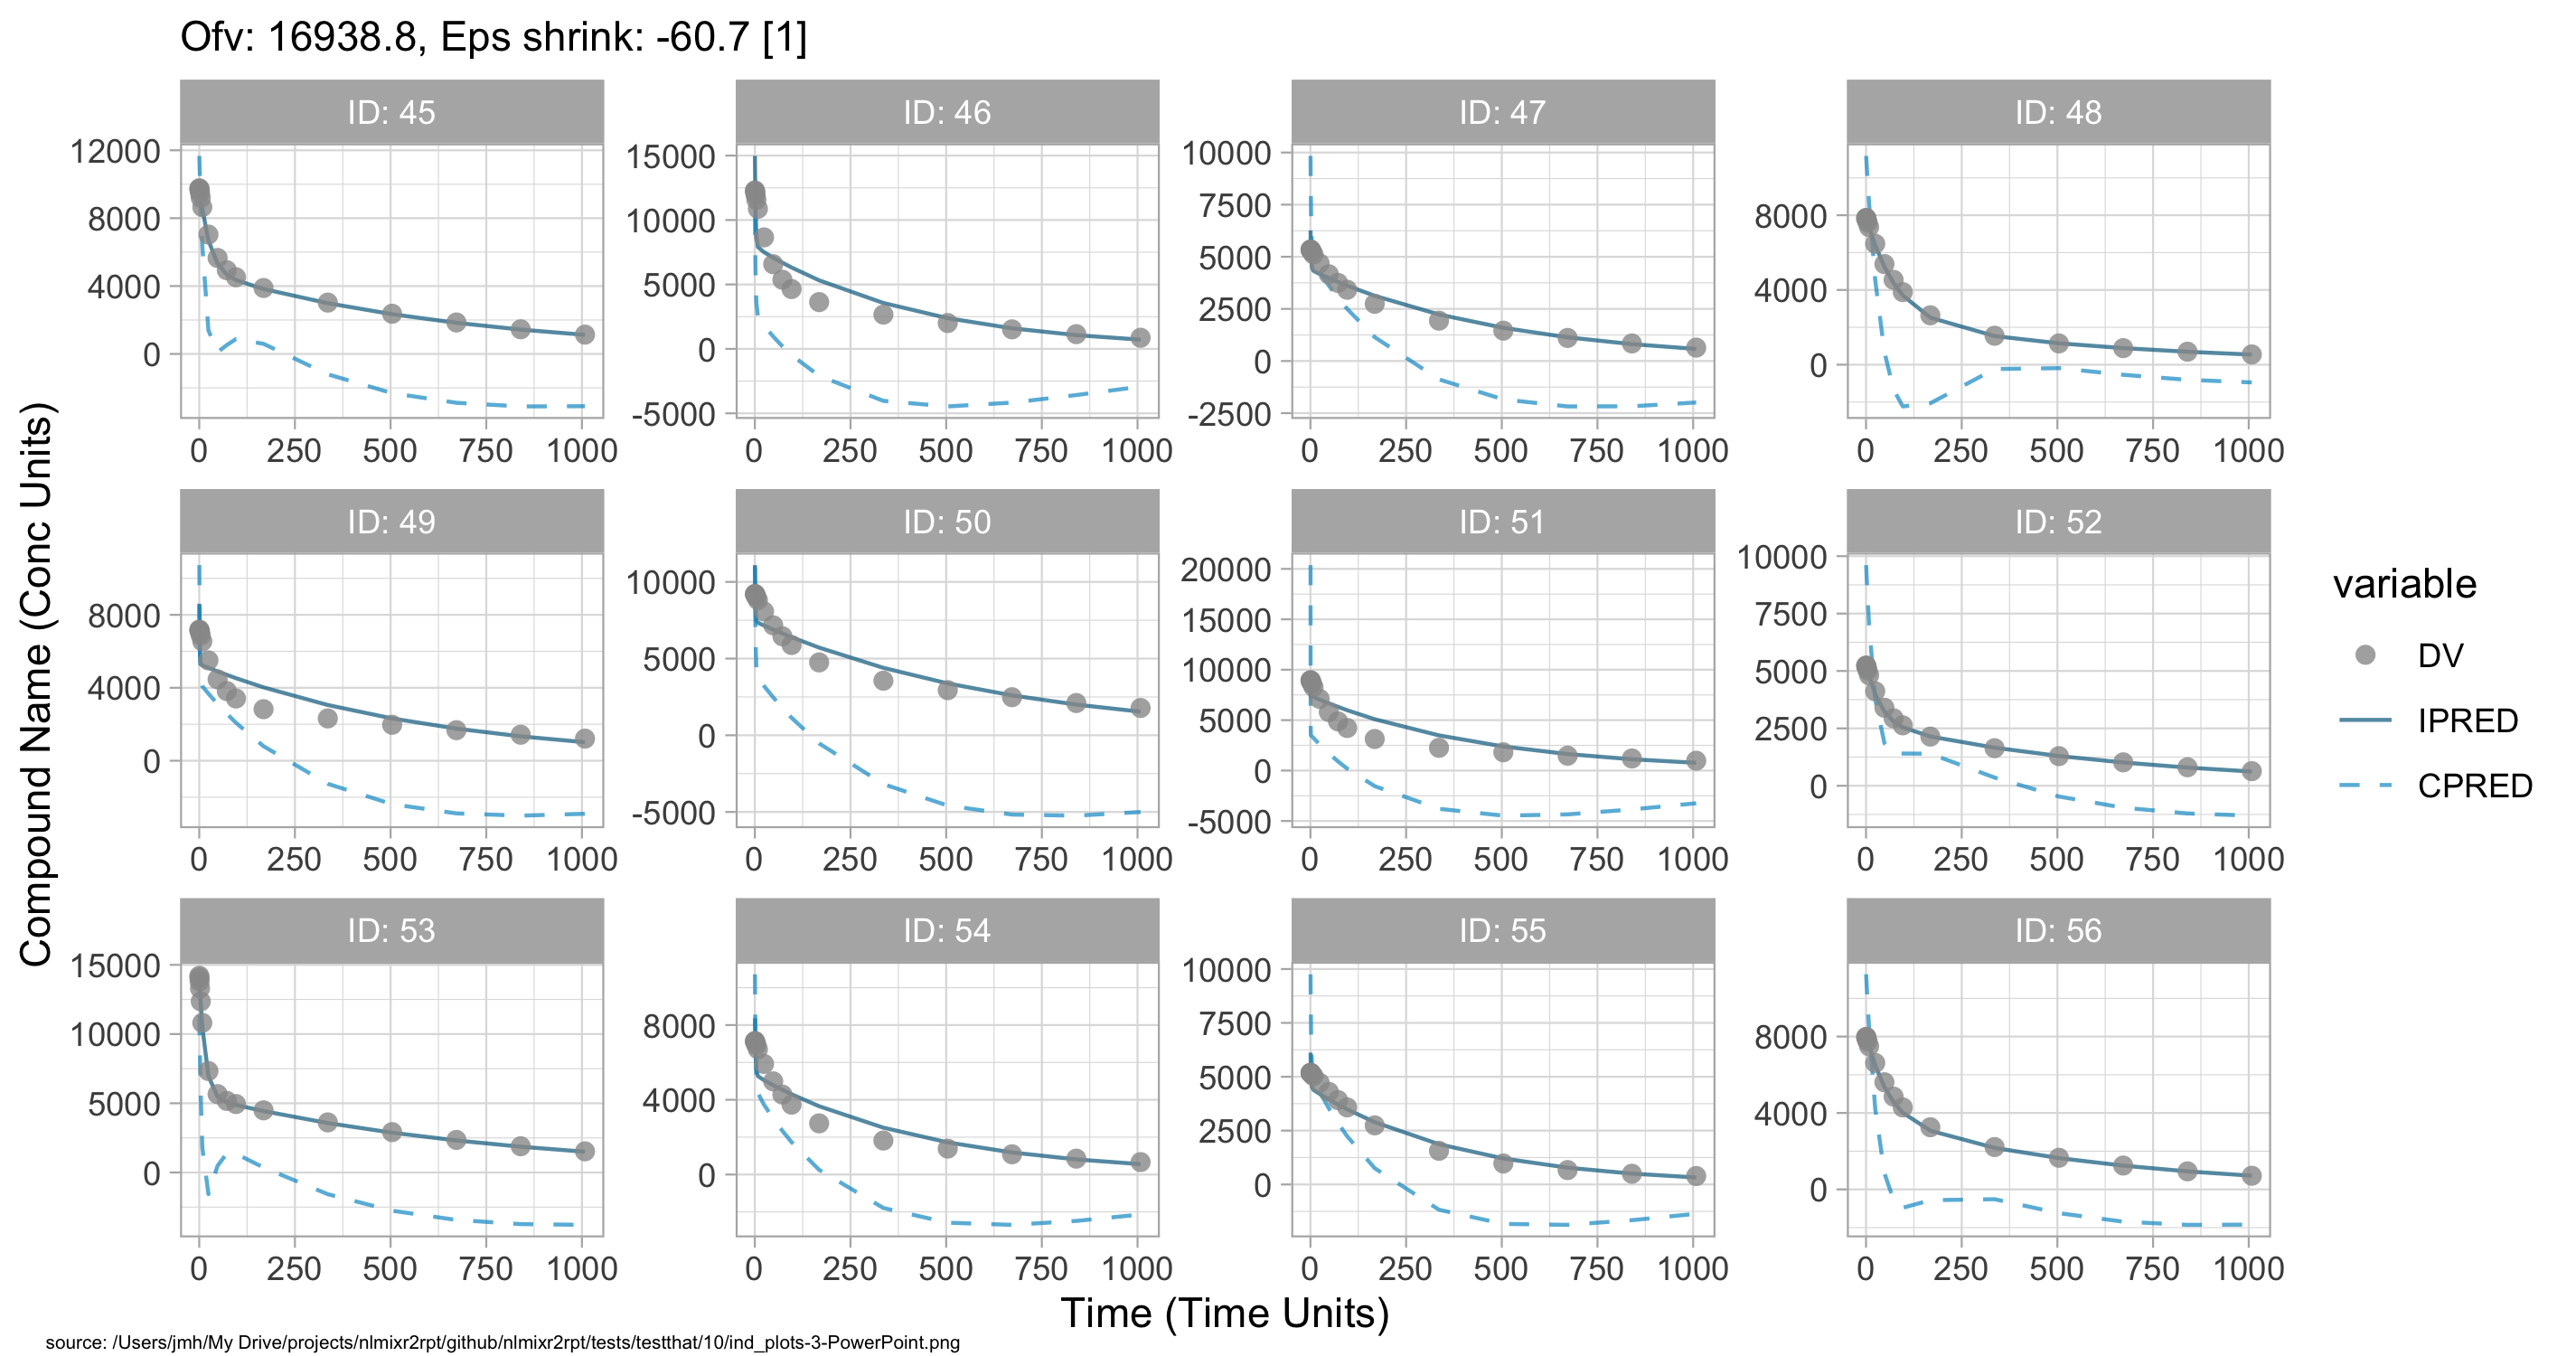 Ofv: 16938.8, Eps shrink: -60.7 [1]
ID: 45
ID: 46
ID: 47
ID: 48
12000
8000
4000
0
15000
10000
5000
0
-5000
10000
7500
5000
2500
0
-2500
8000
4000
0
0 250 500 750 1000
0 250 500 750 1000
0 250 500 750 1000
0 250 500 750 1000
ID: 49
ID: 50
ID: 51
ID: 52
8000
4000
0
10000
5000
0
-5000
20000
15000
10000
5000
0
-5000
10000
7500
5000
2500
0
0 250 500 750 1000
0 250 500 750 1000
0 250 500 750 1000
0 250 500 750 1000
ID: 53
ID: 54
ID: 55
ID: 56
15000
10000
5000
0
8000
4000
0
10000
7500
5000
2500
0
8000
4000
0
0 250 500 750 1000
0 250 500 750 1000
0 250 500 750 1000
0 250 500 750 1000
Compound Name (Conc Units)
Time (Time Units)
variable
DV
IPRED
CPRED
source: /Users/jmh/My Drive/projects/nlmixr2rpt/github/nlmixr2rpt/tests/testthat/10/ind_plots-3-PowerPoint.png